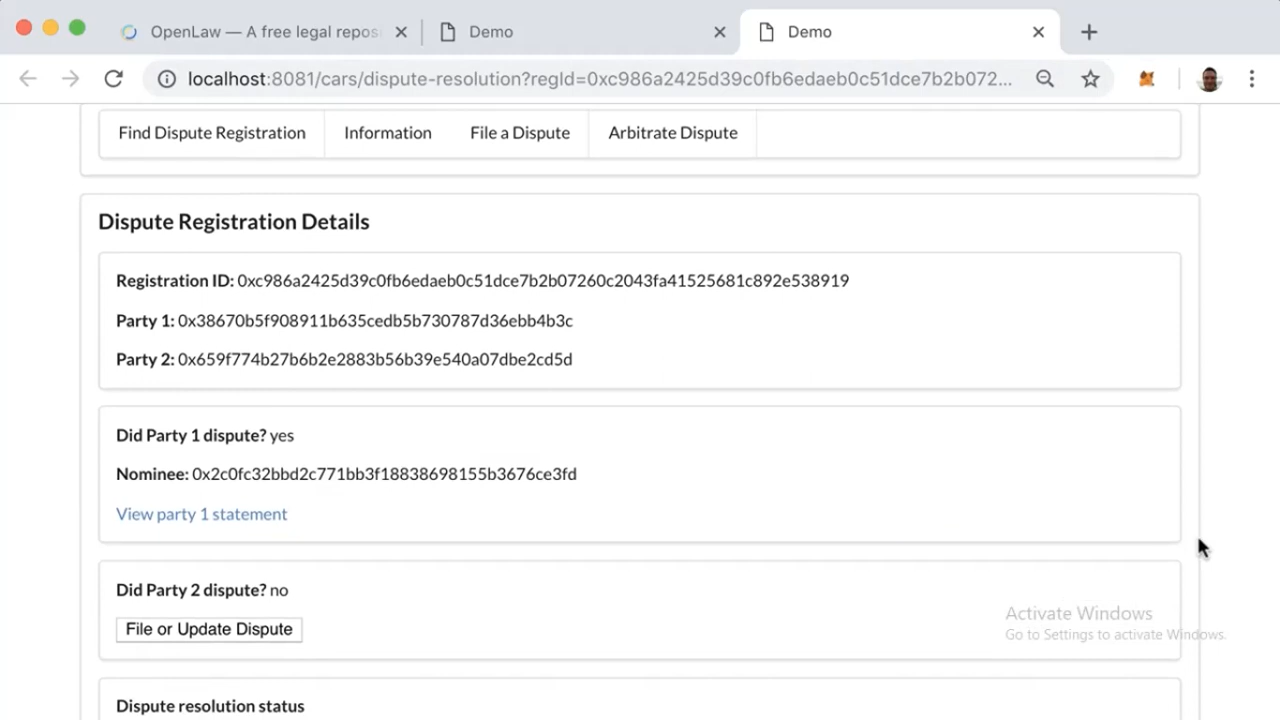 OpenLaw — A free legal repos
Demo
Demo
localhost:8081/cars/dispute-resolution?regId=0xc986a2425d39c0fb6edaeb0c51dce7b2b072...
Find Dispute Registration
Information
File a Dispute
Arbitrate Dispute
Dispute Registration Details
Registration ID: 0xc986a2425d39c0fb6edaeb0c51dce7b2b07260c2043fa41525681c892e538919
Party 1: 0x38670b5f908911b635cedb5b730787d36ebb4b3c
Party 2: 0x659f774b27b6b2e2883b56b39e540a07dbe2cd5d
Did Party 1 dispute? yes
Nominee: 0x2c0fc32bbd2c771bb3f18838698155b3676ce3fd
View party 1 statement
Did Party 2 dispute? no
File or Update Dispute
Activate Windows
Go to Settings to activate Windows.
Dispute resolution status